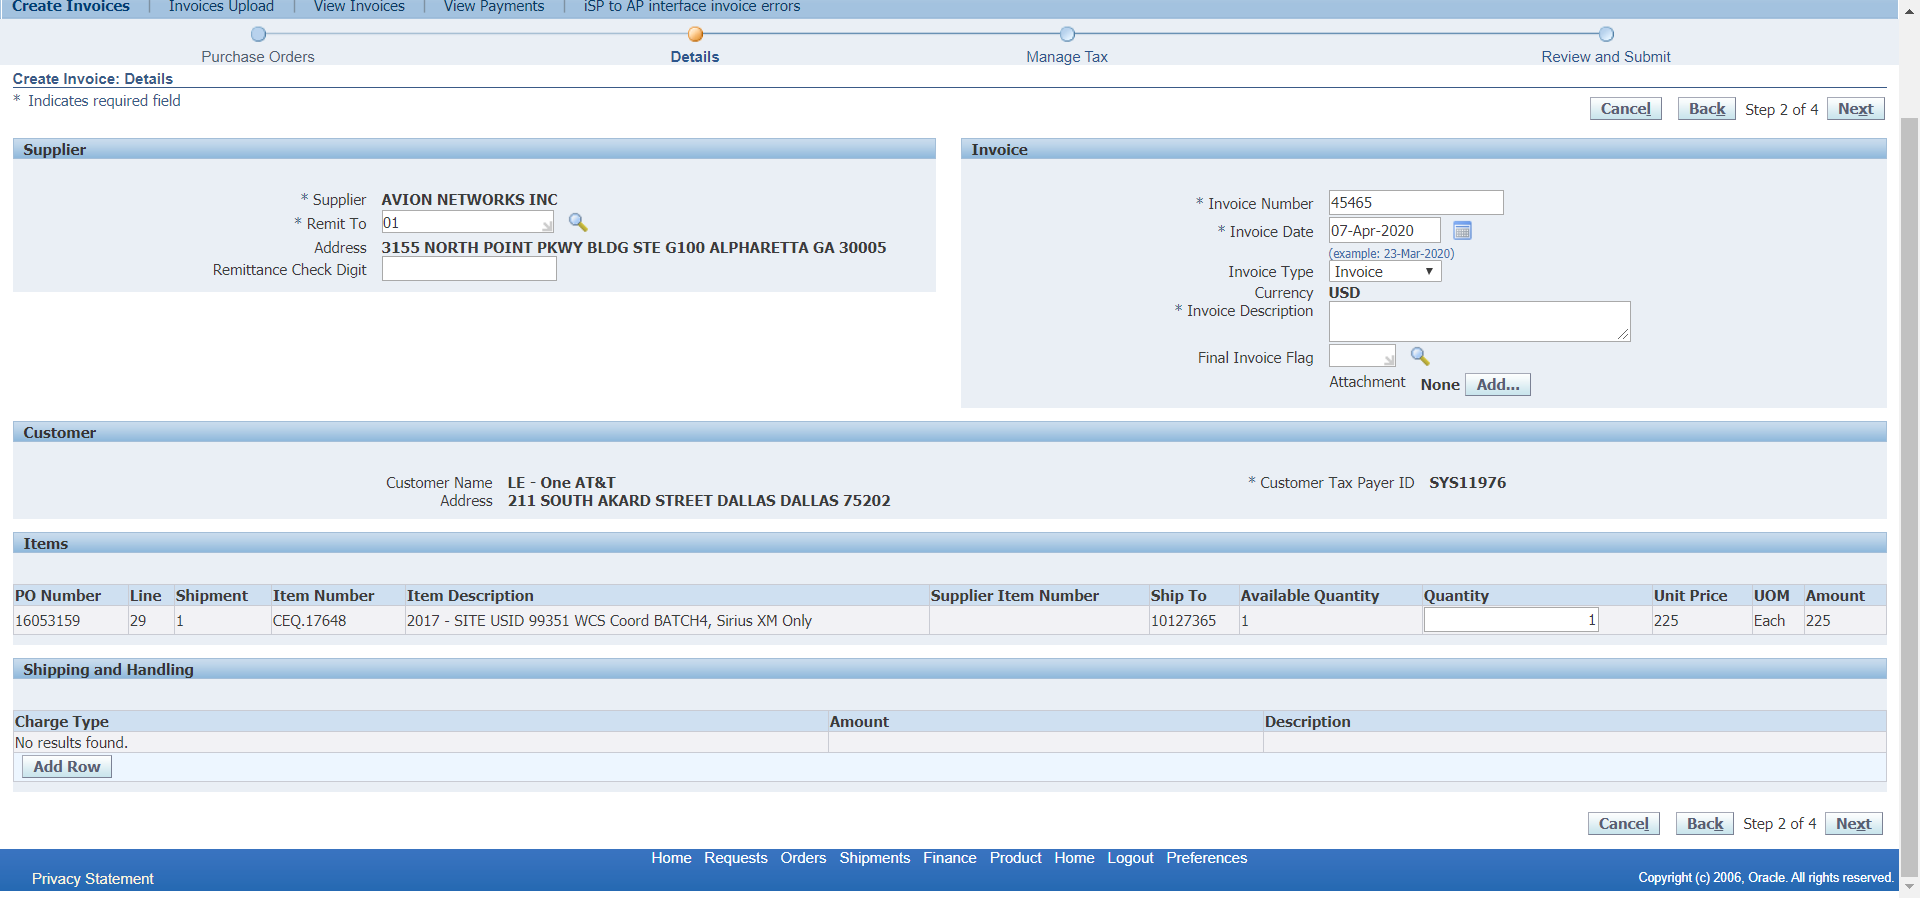 Create Invoices | Invoices Upload | View Invoices | View Payments | iSP to AP interface invoice errors
Purchase Orders Details Manage Tax Review and Submit
Create Invoice: Details
* Indicates required field
Cancel Back Step 2 of 4 Next
Supplier
* Supplier AVION NETWORKS INC
* Remit To 01
Address 3155 NORTH POINT PKWY BLDG STE G100 ALPHARETTA GA 30005
Remittance Check Digit
Invoice
* Invoice Number 45465
* Invoice Date 07-Apr-2020
(example: 23-Mar-2020)
Invoice Type Invoice
Currency USD
* Invoice Description
Final Invoice Flag
Attachment None Add...
Customer
Customer Name LE - One AT&T
Address 211 SOUTH AKARD STREET DALLAS DALLAS 75202
* Customer Tax Payer ID SYS11976
Items
PO Number Line Shipment Item Number Item Description Supplier Item Number Ship To Available Quantity Quantity Unit Price UOM Amount
16053159 29 1 CEQ.17648 2017 - SITE USID 99351 WCS Coord BATCH4, Sirius XM Only 10127365 1 1 225 Each 225
Shipping and Handling
Charge Type Amount Description
No results found.
Add Row
Cancel Back Step 2 of 4 Next
Home Requests Orders Shipments Finance Product Home Logout Preferences
Privacy Statement
Copyright (c) 2006, Oracle. All rights reserved.